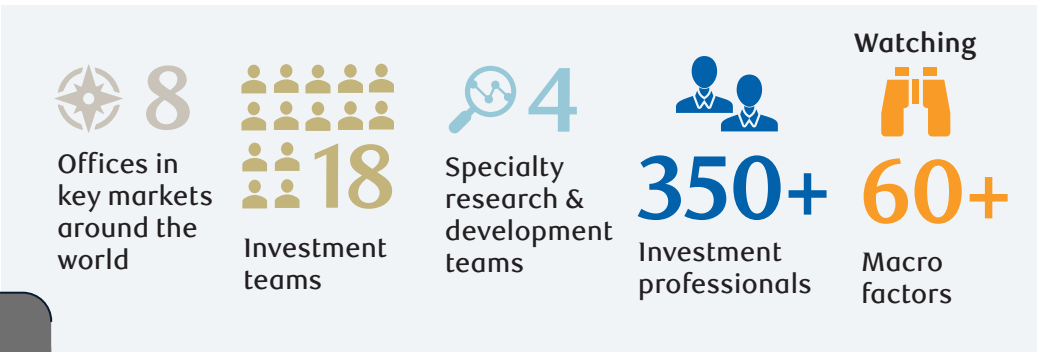 8
Offices in
key markets
around the
world
18
Investment
teams
4
Specialty
research &
development
teams
350+
Investment
professionals
Watching
60+
Macro
factors